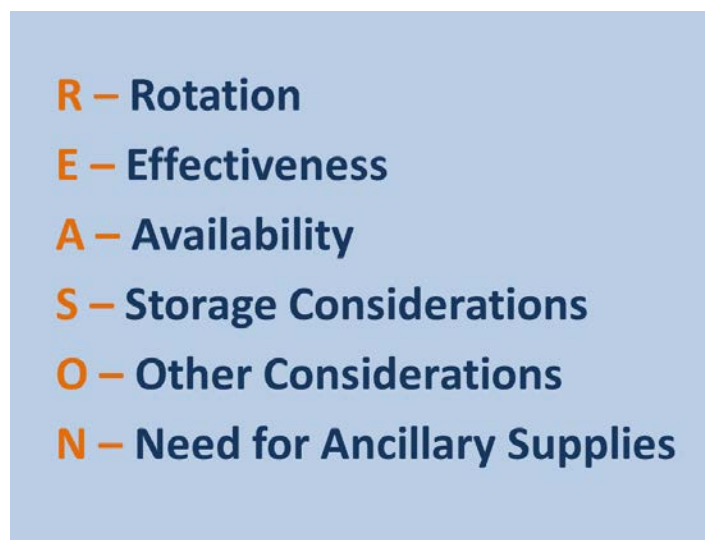 R – Rotation
E – Effectiveness
A – Availability
S – Storage Considerations
O – Other Considerations
N – Need for Ancillary Supplies